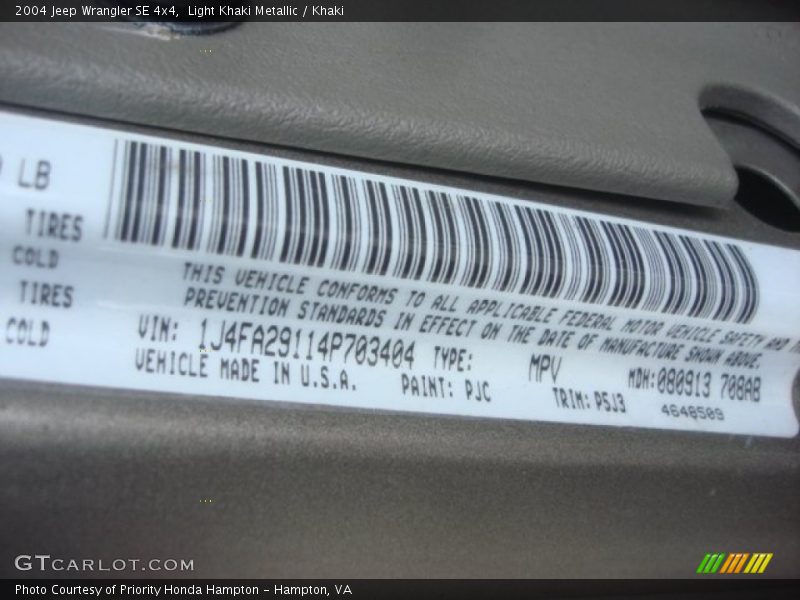 2004 Jeep Wrangler SE 4x4, Light Khaki Metallic / Khaki
LB
TIRES
COLD
TIRES
COLD
THIS VEHICLE CONFORMS TO ALL APPLICABLE FEDERAL MOTOR VEHICLE SAFETY AND
PREVENTION STANDARDS IN EFFECT ON THE DATE OF MANUFACTURE SHOWN ABOVE.
VIN: 1J4FA29114P703404 TYPE: MPV MDH:080913 708AB
VEHICLE MADE IN U.S.A. PAINT: PJC TRIM: P5J3 4648509
GTCARLOT.COM
Photo Courtesy of Priority Honda Hampton - Hampton, VA